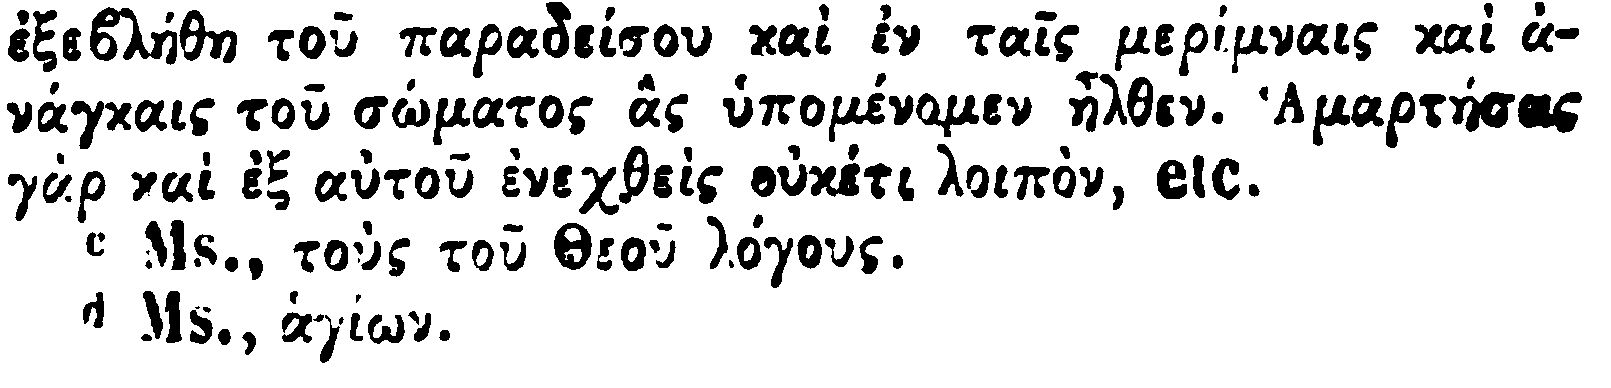 ἐξεβλήθη τοῦ παραδείσου καὶ ἐν ταῖς μερίμναις καὶ ἀ-
νάγκαις τοῦ σώματος ἃς ὑπομένομεν ἦλθεν. Ἁμαρτήσας
γὰρ καὶ ἐξ αὐτοῦ ἐνεχθεὶς οὐκέτι λοιπὸν, etc.
c Ms., τοὺς τοῦ Θεοῦ λόγους.
d Ms., ἁγίων.